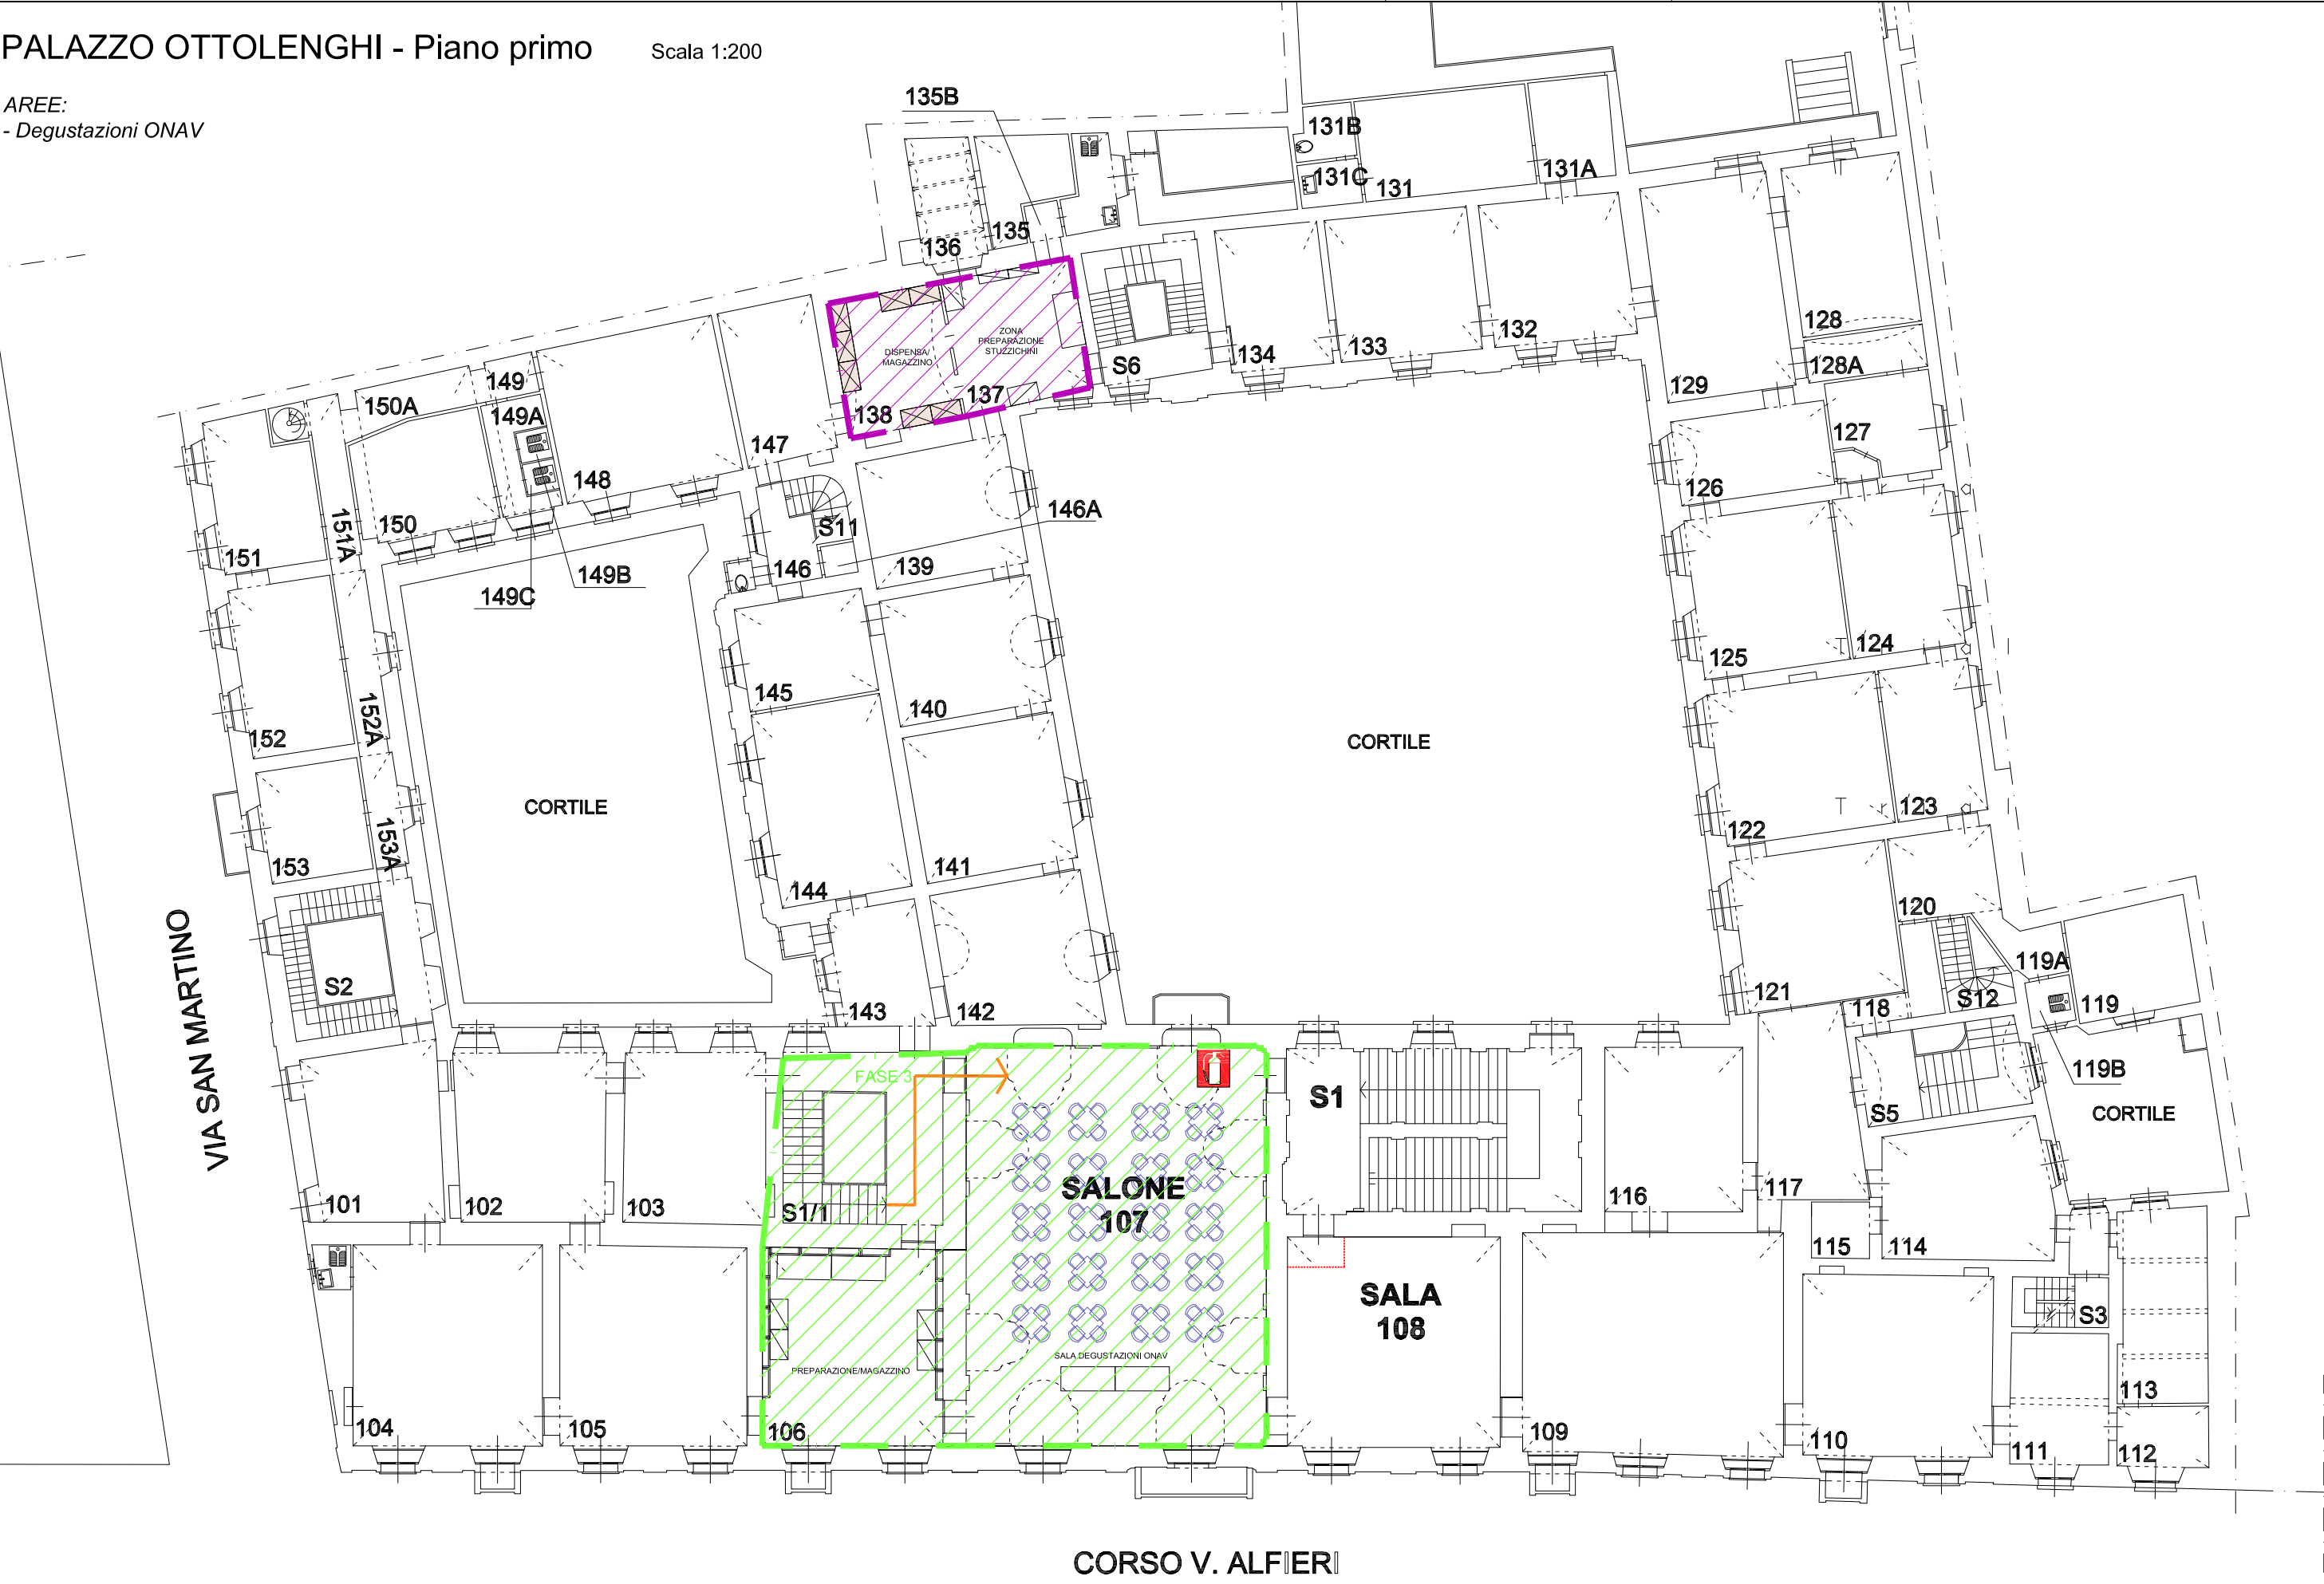 PALAZZO OTTOLENGHI - Piano primo
Scala 1:200
AREE:
- Degustazioni ONAV
135B
131B
131C
131
131A
136
135
ZONA
PREPARAZIONE
STUZZICHINI
DISPENSA/
MAGAZZINO
138
137
S6
134
133
132
128
128A
129
127
126
149
150A
149A
147
148
150
151A
151
S11
146A
146
139
149B
149C
125
124
145
140
152A
152
CORTILE
CORTILE
122
123
153A
153
144
141
120
VIA SAN MARTINO
S2
143
142
121
118
S12
119A
119
119B
FASE 3
S1
S5
CORTILE
101
102
103
S1/1
SALONE
107
116
117
115
114
SALA
108
S3
SALA DEGUSTAZIONI ONAV
PREPARAZIONE/MAGAZZINO
104
105
106
109
110
111
112
113
CORSO V. ALFIERI